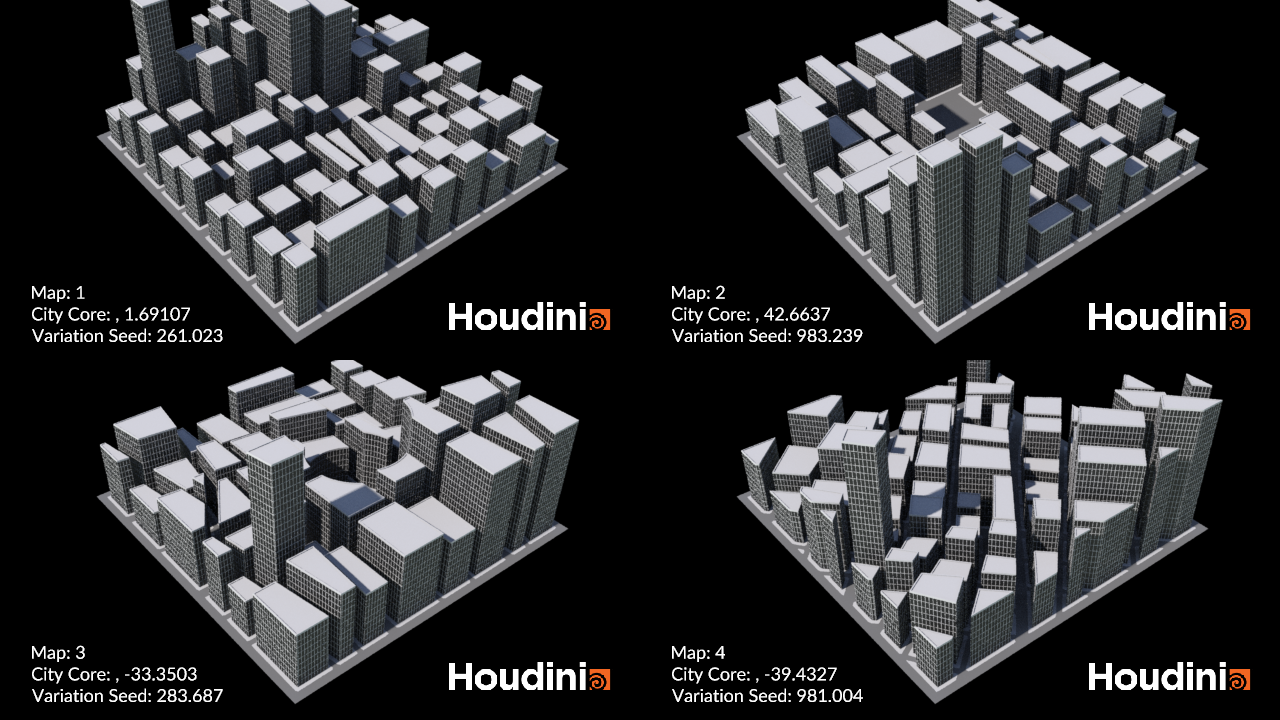 Map: 1
City Core: , 1.69107
Variation Seed: 261.023
Houdini
Map: 2
City Core: , 42.6637
Variation Seed: 983.239
Houdini
Map: 3
City Core: , -33.3503
Variation Seed: 283.687
Houdini
Map: 4
City Core: , -39.4327
Variation Seed: 981.004
Houdini